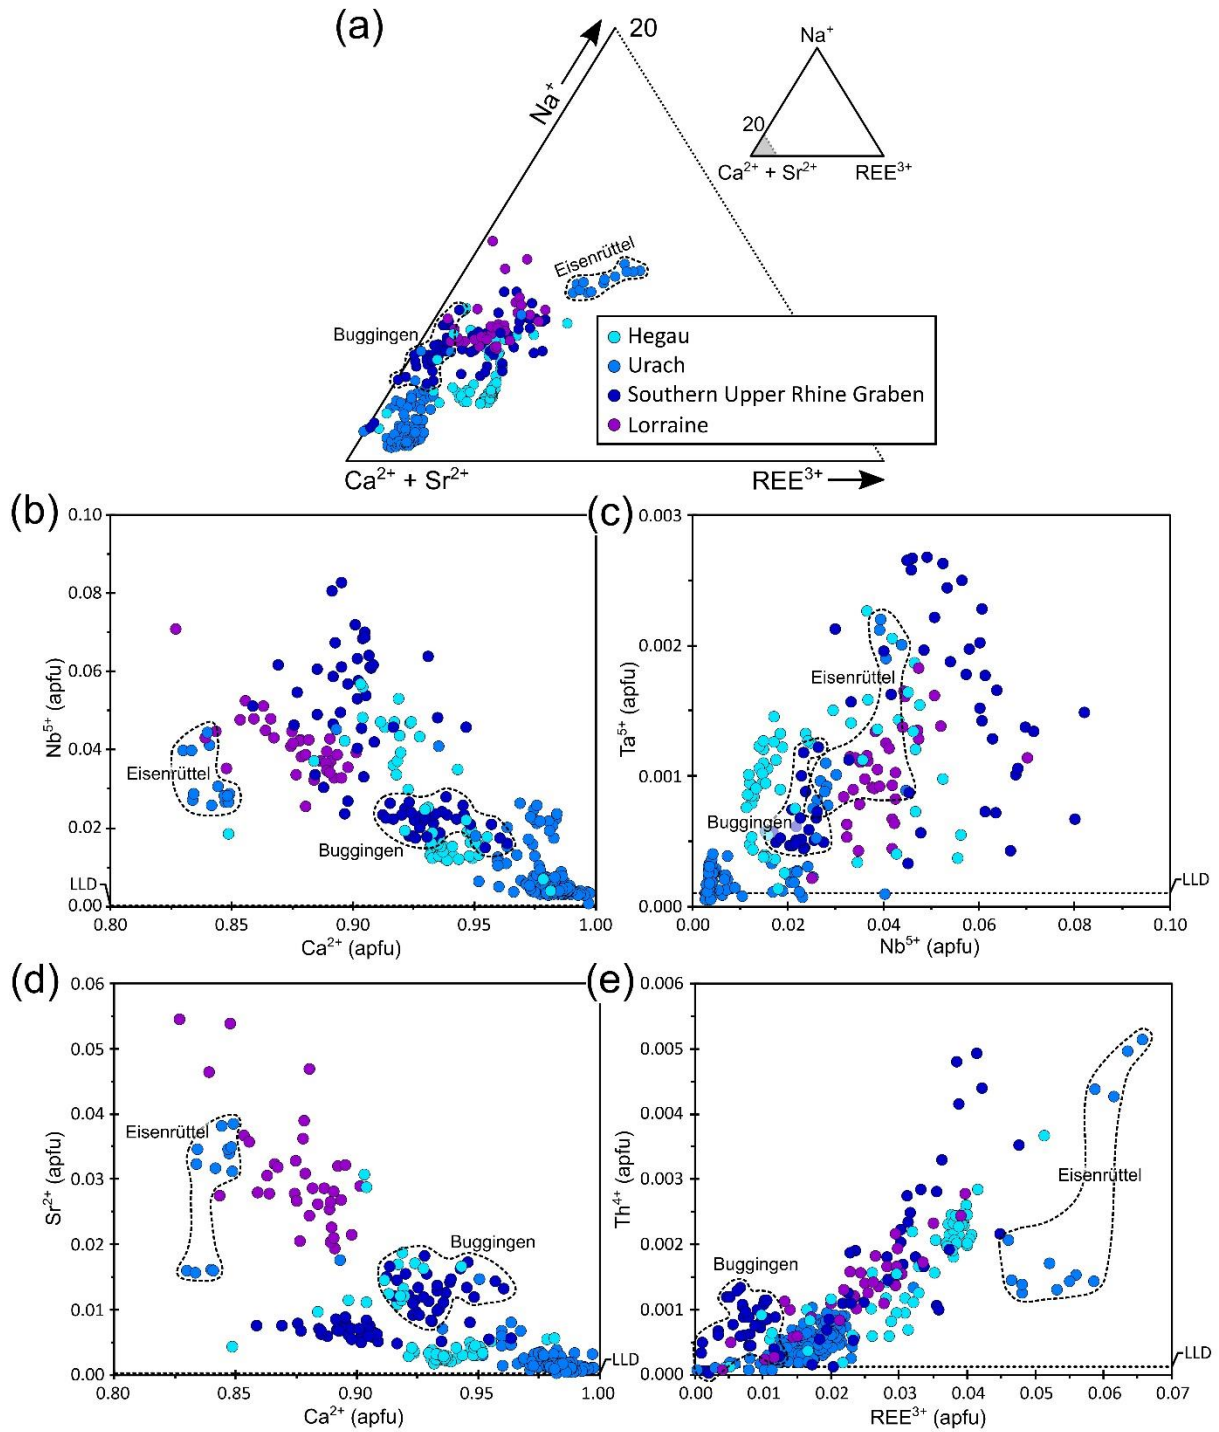 (a)
20
Na⁺
Na⁺
20
Ca²⁺ + Sr²⁺
REE³⁺
Eisenrüttel
Buggingen
Hegau
Urach
Southern Upper Rhine Graben
Lorraine
Ca²⁺ + Sr²⁺
REE³⁺
(b)
0.10
0.08
0.06
0.04
0.02
0.00
LLD
Nb⁵⁺ (apfu)
Eisenrüttel
Buggingen
0.80
0.85
0.90
0.95
1.00
Ca²⁺ (apfu)
(c)
0.003
0.002
0.001
0.000
Ta⁵⁺ (apfu)
Eisenrüttel
Buggingen
LLD
0.00
0.02
0.04
0.06
0.08
0.10
Nb⁵⁺ (apfu)
(d)
0.06
0.05
0.04
0.03
0.02
0.01
0.00
Sr²⁺ (apfu)
Eisenrüttel
Buggingen
LLD
0.80
0.85
0.90
0.95
1.00
Ca²⁺ (apfu)
(e)
0.006
0.005
0.004
0.003
0.002
0.001
0.000
Th⁴⁺ (apfu)
Eisenrüttel
Buggingen
LLD
0.00
0.01
0.02
0.03
0.04
0.05
0.06
0.07
REE³⁺ (apfu)